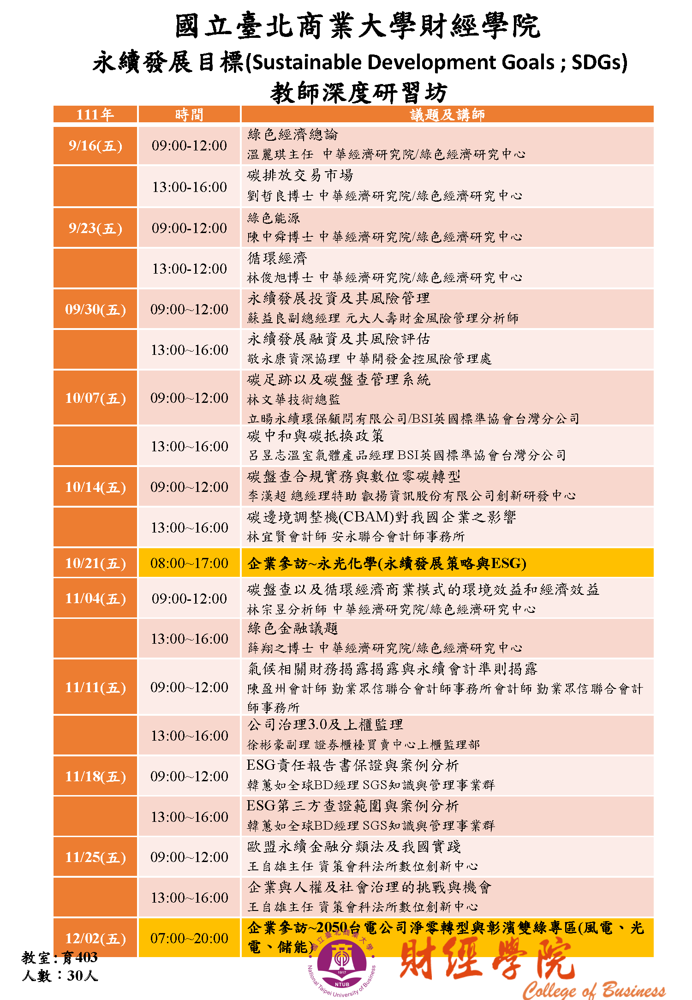 國立臺北商業大學財經學院
永續發展目標(Sustainable Development Goals ; SDGs)
教師深度研習坊
111年 時間 議題及講師
9/16(五) 09:00-12:00 綠色經濟總論
溫麗琪主任 中華經濟研究院/綠色經濟研究中心
13:00-16:00 碳排放交易市場
劉哲良博士 中華經濟研究院/綠色經濟研究中心
9/23(五) 09:00-12:00 綠色能源
陳中舜博士 中華經濟研究院/綠色經濟研究中心
13:00-12:00 循環經濟
林俊旭博士 中華經濟研究院/綠色經濟研究中心
09/30(五) 09:00~12:00 永續發展投資及其風險管理
蘇益良副總經理 元大人壽財金風險管理分析師
13:00~16:00 永續發展融資及其風險評估
敬永康資深協理 中華開發金控風險管理處
10/07(五) 09:00~12:00 碳足跡以及碳盤查管理系統
林文華技術總監
立暘永續環保顧問有限公司/BSI英國標準協會台灣分公司
13:00~16:00 碳中和與碳抵換政策
呂昱志溫室氣體產品經理 BSI英國標準協會台灣分公司
10/14(五) 09:00~12:00 碳盤查合規實務與數位零碳轉型
李漢超 總經理特助 叡揚資訊股份有限公司創新研發中心
13:00~16:00 碳邊境調整機(CBAM)對我國企業之影響
林宜賢會計師 安永聯合會計師事務所
10/21(五) 08:00~17:00 企業參訪~永光化學(永續發展策略與ESG)
11/04(五) 09:00-12:00 碳盤查以及循環經濟商業模式的環境效益和經濟效益
林宗昱分析師 中華經濟研究院/綠色經濟研究中心
13:00~16:00 綠色金融議題
薛翔之博士 中華經濟研究院/綠色經濟研究中心
11/11(五) 09:00~12:00 氣候相關財務揭露揭露與永續會計準則揭露
陳盈州會計師 勤業眾信聯合會計師事務所會計師 勤業眾信聯合會計
師事務所
13:00~16:00 公司治理3.0及上櫃監理
徐彬豪副理 證券櫃檯買賣中心上櫃監理部
11/18(五) 09:00~12:00 ESG責任報告書保證與案例分析
韓蕙如全球BD經理 SGS知識與管理事業群
13:00~16:00 ESG第三方查證範圍與案例分析
韓蕙如全球BD經理 SGS知識與管理事業群
11/25(五) 09:00~12:00 歐盟永續金融分類法及我國實踐
王自雄主任 資策會科法所數位創新中心
13:00~16:00 企業與人權及社會治理的挑戰與機會
王自雄主任 資策會科法所數位創新中心
12/02(五) 07:00~20:00 企業參訪~2050台電公司淨零轉型與彰濱雙綠專區(風電、光
電、儲能)
教室:育403
人數：30人
國立臺北商業大學
1917
NTUB
National Taipei University of Business
財經學院
College of Business